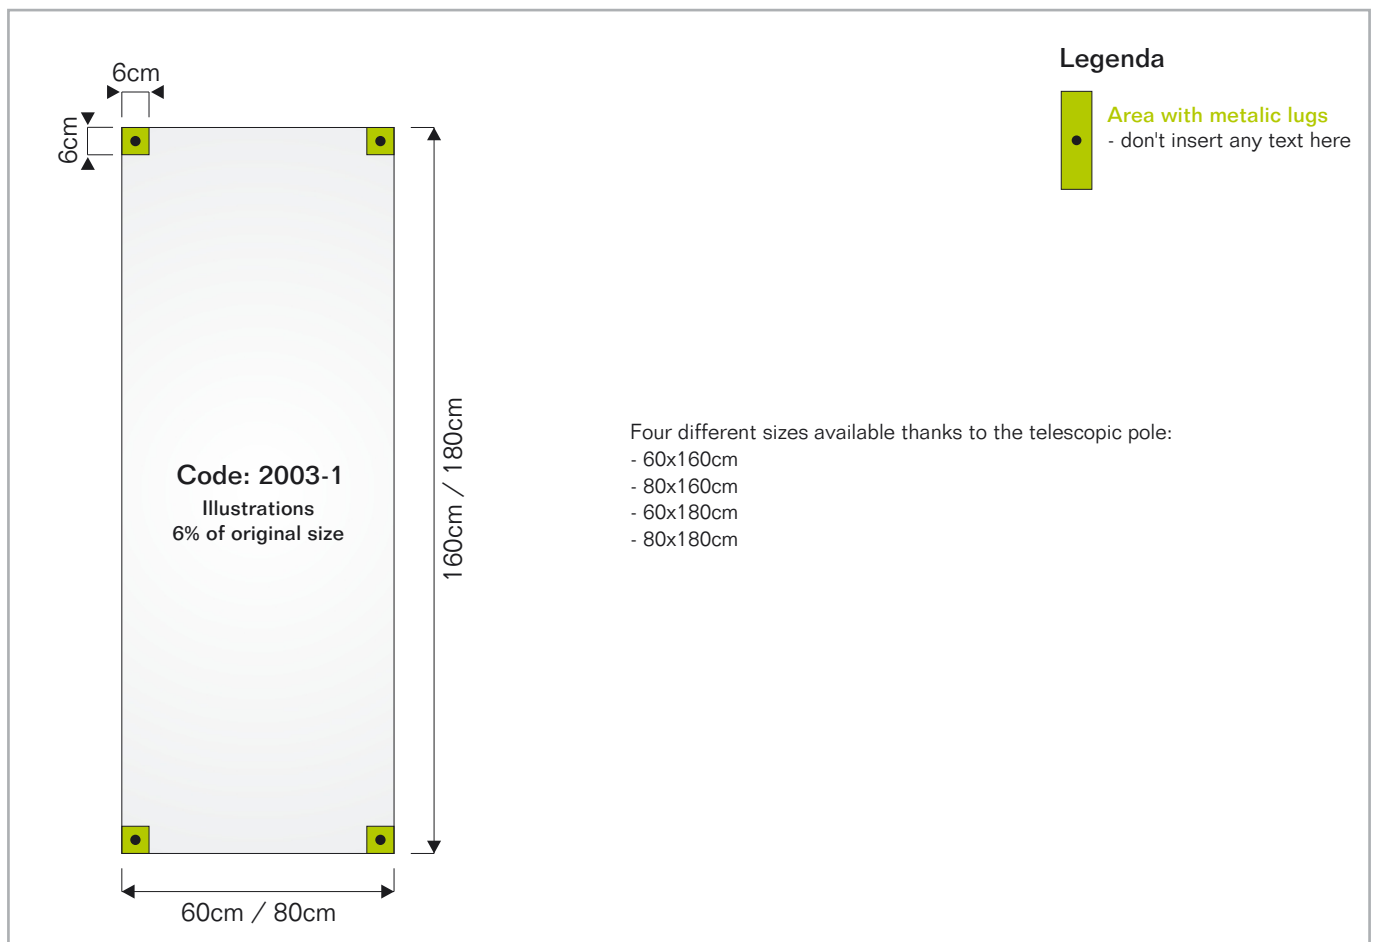 6cm
6cm
Legenda
Area with metalic lugs
- don't insert any text here
160cm / 180cm
Four different sizes available thanks to the telescopic pole:
- 60x160cm
- 80x160cm
- 60x180cm
- 80x180cm
Code: 2003-1
Illustrations
6% of original size
60cm / 80cm